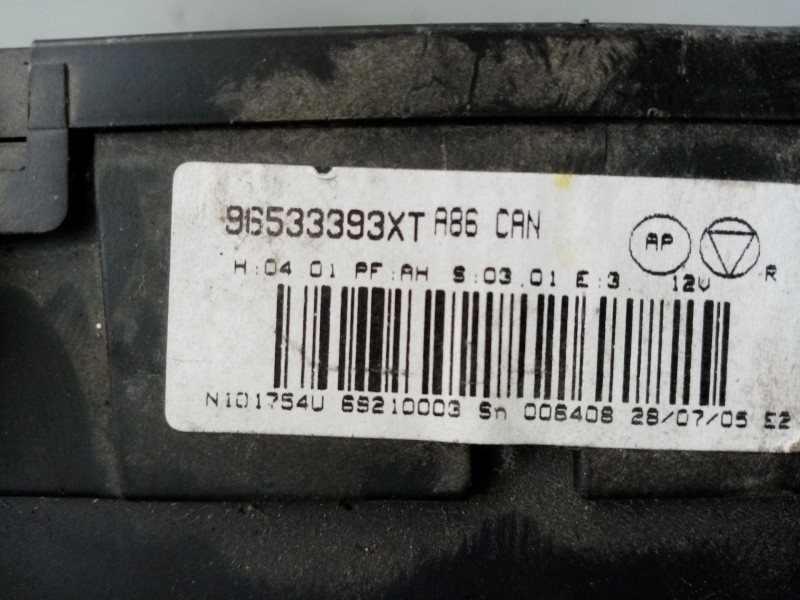 96533393XT A86 CAN
AP
H:04 01 PF:AH S:03.01 E:3 12V R
N101754U 69210003 Sn 006408 28/07/05 E2